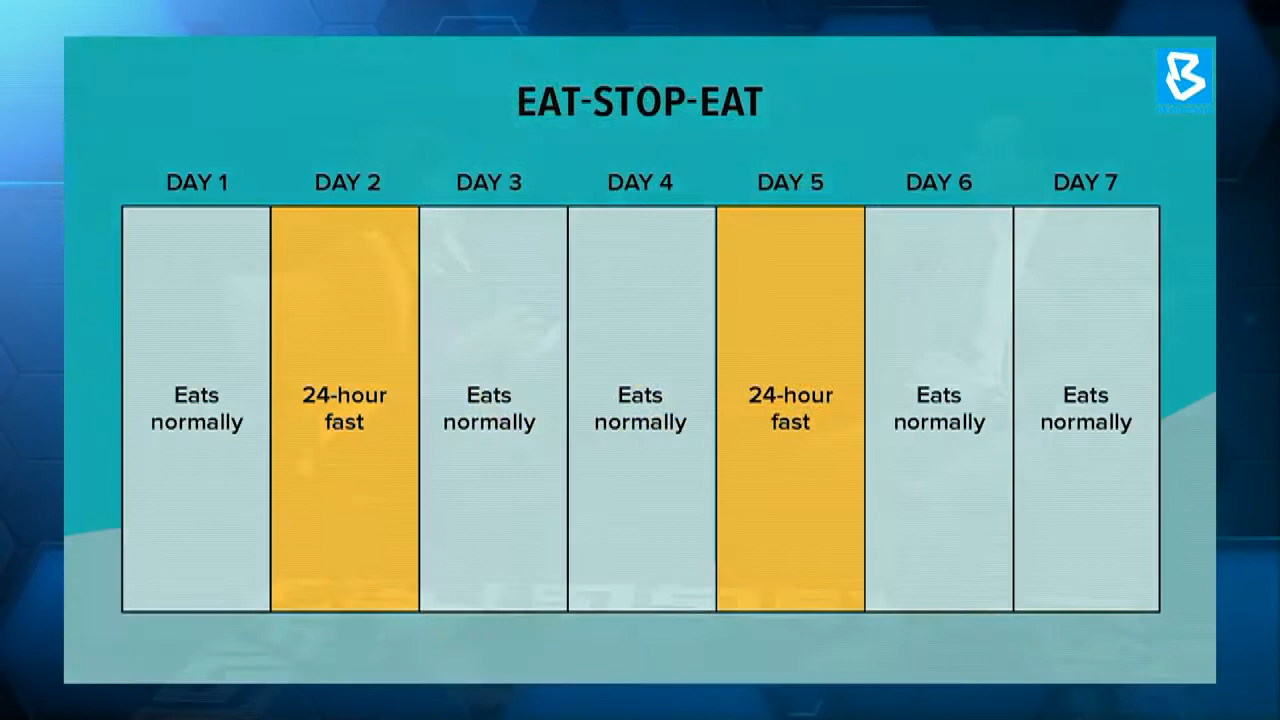 EAT-STOP-EAT
DAY 1 DAY 2 DAY 3 DAY 4 DAY 5 DAY 6 DAY 7
Eats 24-hour Eats Eats 24-hour Eats Eats
normally fast normally normally fast normally normally